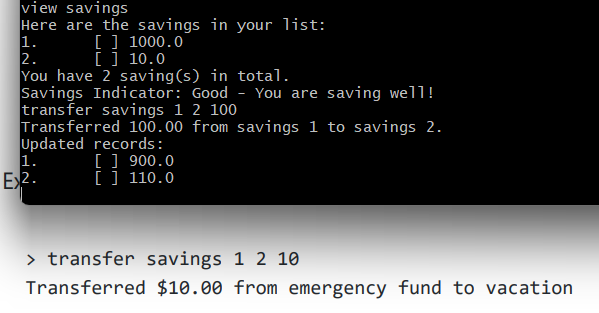 view savings
Here are the savings in your list:
1.      [ ] 1000.0
2.      [ ] 10.0
You have 2 saving(s) in total.
Savings Indicator: Good - You are saving well!
transfer savings 1 2 100
Transferred 100.00 from savings 1 to savings 2.
Updated records:
1.      [ ] 900.0
2.      [ ] 110.0
> transfer savings 1 2 10
Transferred $10.00 from emergency fund to vacation